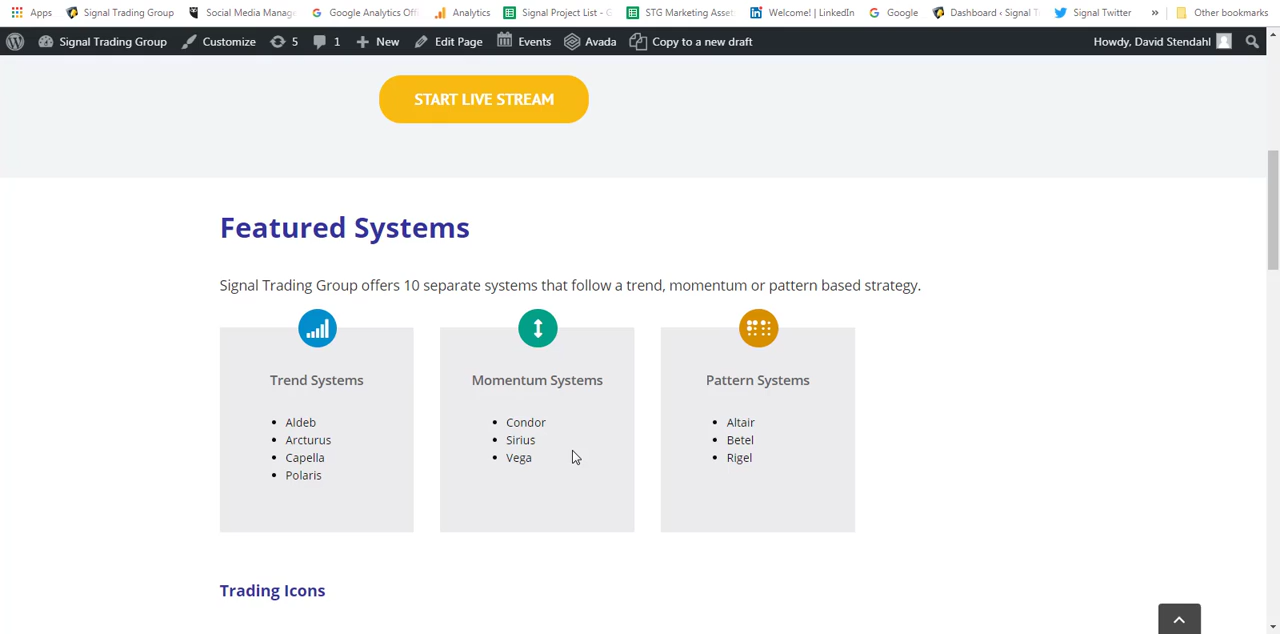 Apps Signal Trading Group Social Media Mana Google Analytics Off Analytics Signal Project List - G STG Marketing Asset Welcome! | LinkedIn Google Dashboard ‹ Signal T Signal Twitter » Other bookmarks
Signal Trading Group Customize 5 1 New Edit Page Events Avada Copy to a new draft Howdy, David Stendahl
START LIVE STREAM
Featured Systems
Signal Trading Group offers 10 separate systems that follow a trend, momentum or pattern based strategy.
Trend Systems
• Aldeb
• Arcturus
• Capella
• Polaris
Momentum Systems
• Condor
• Sirius
• Vega
Pattern Systems
• Altair
• Betel
• Rigel
Trading Icons